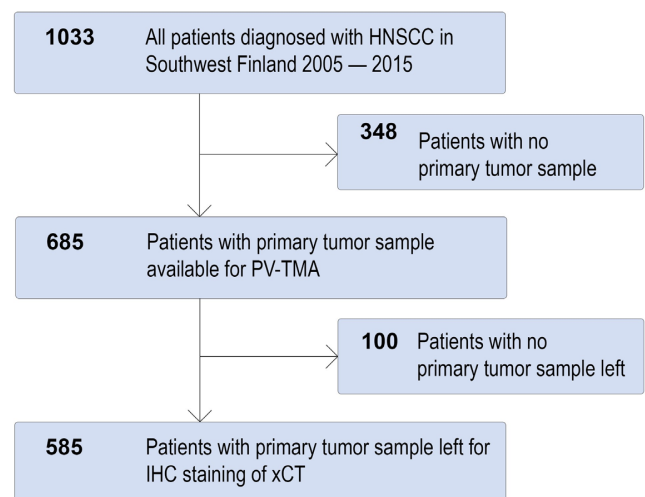 1033 All patients diagnosed with HNSCC in
Southwest Finland 2005 — 2015
348 Patients with no
primary tumor sample
685 Patients with primary tumor sample
available for PV-TMA
100 Patients with no
primary tumor sample left
585 Patients with primary tumor sample left for
IHC staining of xCT